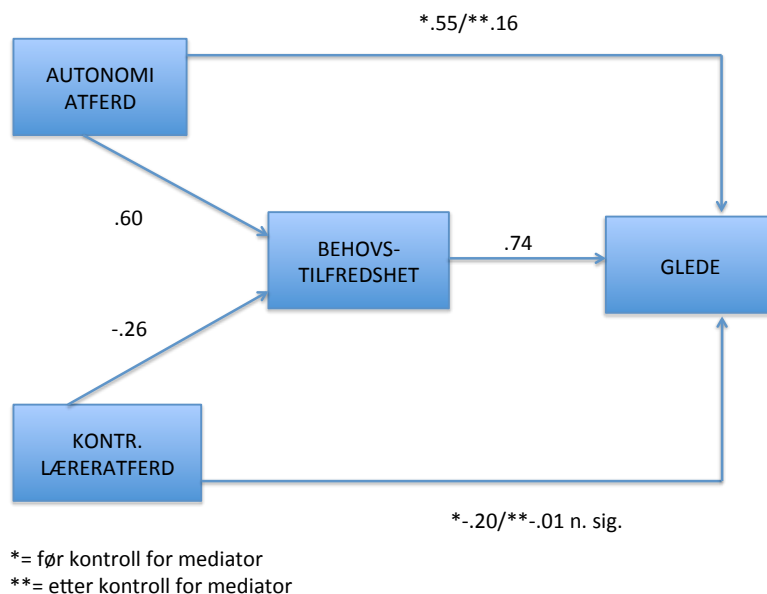 *.55/**.16
AUTONOMI
ATFERD
.60
BEHOVS-
TILFREDSHET
.74
GLEDE
-.26
KONTR.
LÆRERATFERD
*-.20/**-.01 n. sig.
*= før kontroll for mediator
**= etter kontroll for mediator